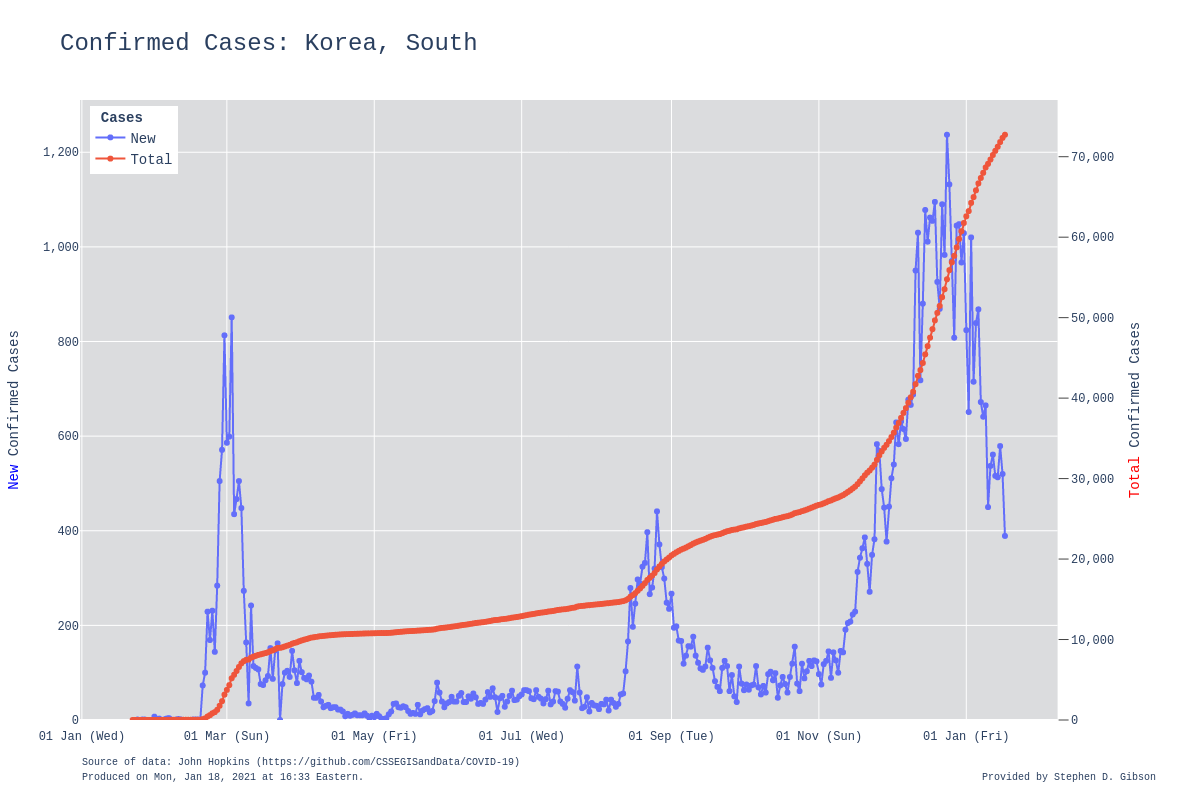 Confirmed Cases: Korea, South
Cases
New
Total
1,200
1,000
800
600
400
200
0
New Confirmed Cases
70,000
60,000
50,000
40,000
30,000
20,000
10,000
0
Total Confirmed Cases
01 Jan (Wed) 01 Mar (Sun) 01 May (Fri) 01 Jul (Wed) 01 Sep (Tue) 01 Nov (Sun) 01 Jan (Fri)
Source of data: John Hopkins (https://github.com/CSSEGISandData/COVID-19)
Produced on Mon, Jan 18, 2021 at 16:33 Eastern.
Provided by Stephen D. Gibson